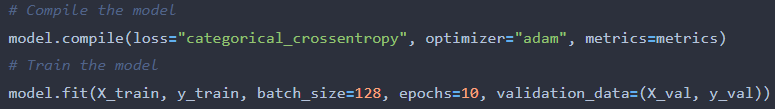 # Compile the model
model.compile(loss="categorical_crossentropy", optimizer="adam", metrics=metrics)
# Train the model
model.fit(X_train, y_train, batch_size=128, epochs=10, validation_data=(X_val, y_val))